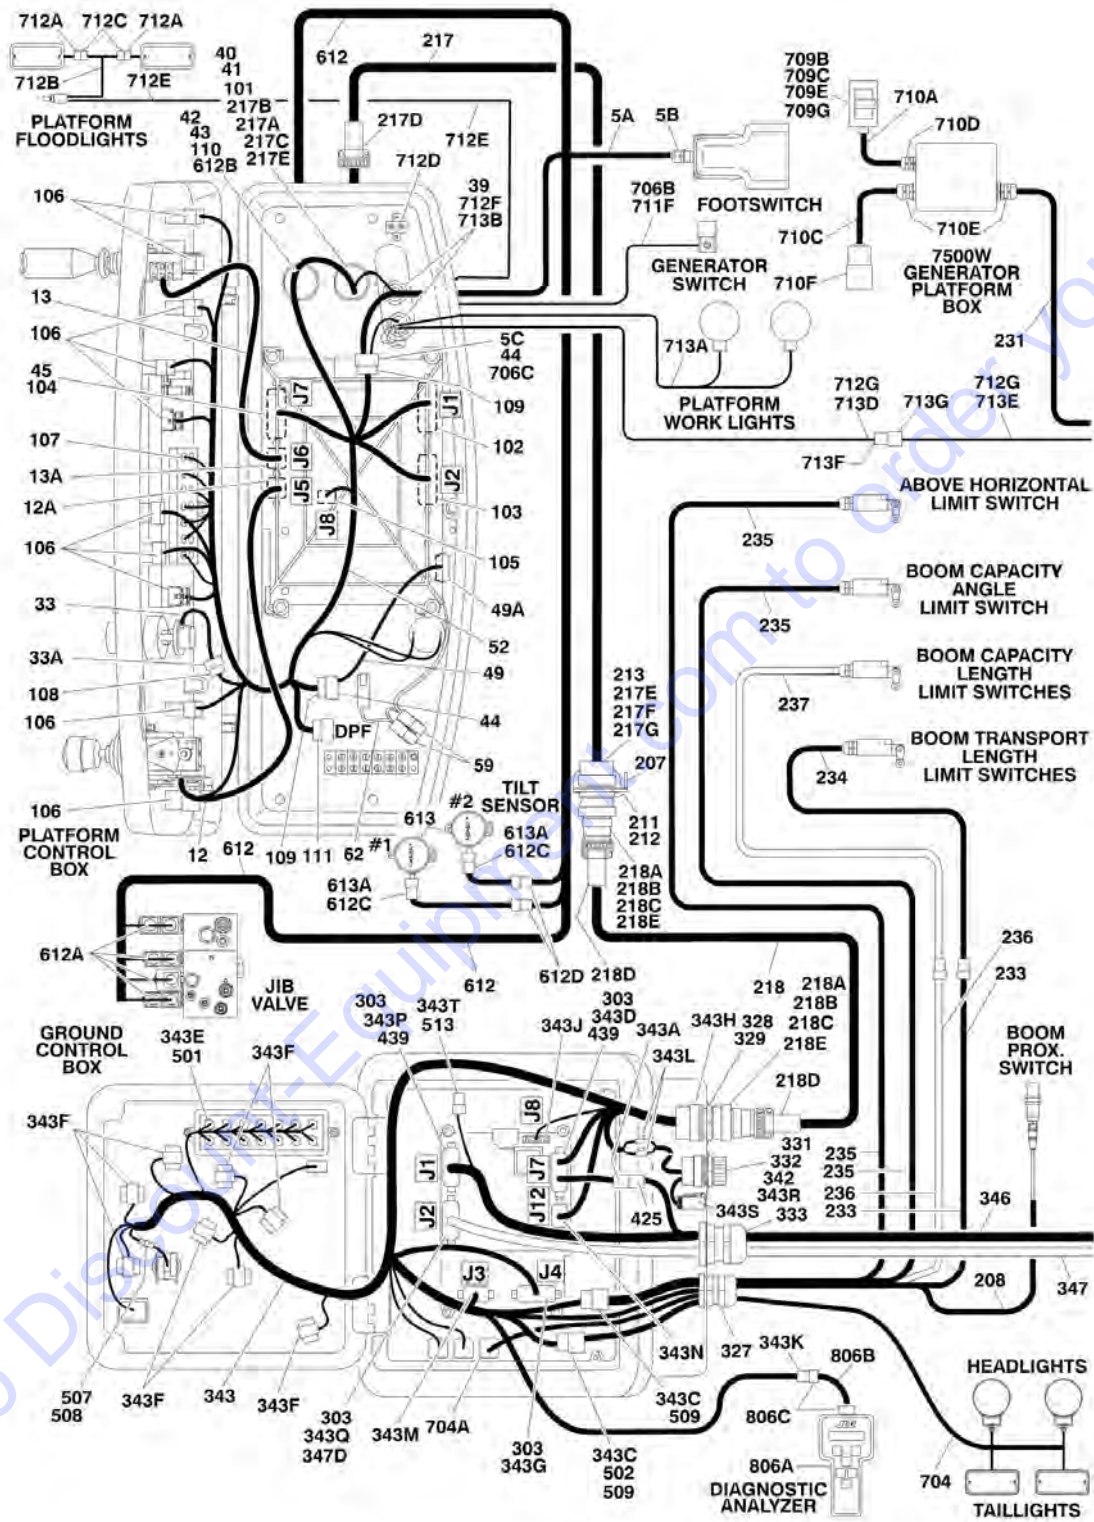 712A 712C 712A
712B
712E
PLATFORM
FLOODLIGHTS
40
41
101
217B
217A
217C
217E
42
43
110
612B
612
217
217D
712E
712D
5A
5B
FOOTSWITCH
709B
709C
709E
709G
710A
710D
710C
710E
710F
7500W
GENERATOR
PLATFORM
BOX
231
39
712F
713B
706B
711F
GENERATOR
SWITCH
106
13
106
45
104
107
13A
12A
106
33
33A
108
106
106
PLATFORM
CONTROL
BOX
12
612
109
111
62
J7
J6
J5
J8
J1
J2
5C
44
706C
109
102
103
105
49A
52
49
44
DPF
59
713A
PLATFORM
WORK LIGHTS
712G
713D
713G
712G
713E
713F
ABOVE HORIZONTAL
LIMIT SWITCH
235
BOOM CAPACITY
ANGLE
LIMIT SWITCH
235
BOOM CAPACITY
LENGTH
LIMIT SWITCHES
237
BOOM TRANSPORT
LENGTH
LIMIT SWITCHES
234
213
217E
217F
217G
207
211
212
218A
218B
218C
218E
TILT
SENSOR
#2
613
#1
613A
612C
613A
612C
612D
218D
612
612A
JIB
VALVE
218
218A
218B
218C
218E
218D
236
233
BOOM
PROX.
SWITCH
GROUND
CONTROL
BOX
343E
501
343F
343F
303
343P
439
343T
513
343J
303
343D
439
343A
343L
343H
328
329
J8
J1
J7
J2
J12
J3
J4
331
332
342
343R
343S
333
425
235
235
236
233
346
347
208
507
508
343F
343
343F
303
343Q
347D
343M
704A
303
343G
343C
502
509
343N
343C
509
327
343K
806B
806C
806A
DIAGNOSTIC
ANALYZER
HEADLIGHTS
704
TAILLIGHTS
Discount-Equipment.com to order yo